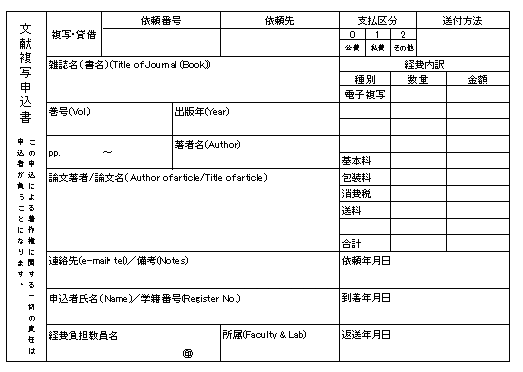 文献複写申込書
この申込による著作権に関する一切の責任は
申込者が負うことになります。
複写・貸借
依頼番号
依頼先
支払区分
送付方法
0 1 2
公費 私費 その他
雑誌名(書名)(Title of Journal (Book))
経費内訳
種別 数量 金額
電子複写
巻号(Vol)
出版年(Year)
pp. ～
著者名(Author)
基本料
論文著者/論文名( Author of article/Title of article)
包装料
消費税
送料
合計
連絡先(e-mail・tel)／備考(Notes)
依頼年月日
申込者氏名(Name)／学籍番号(Register No.)
到着年月日
経費負担教員名
@
所属(Faculty & Lab)
返送年月日